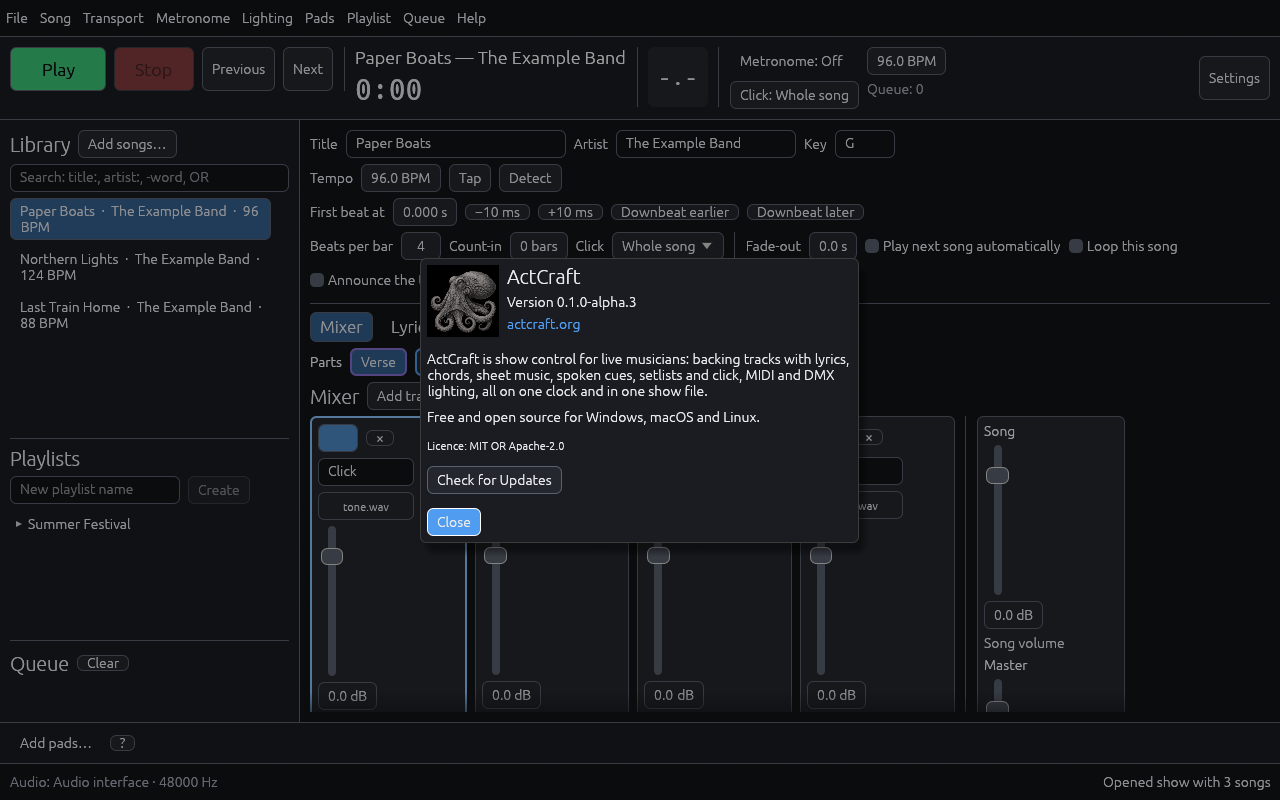 File Song Transport Metronome Lighting Pads Playlist Queue Help
Play Stop Previous Next
Paper Boats — The Example Band
0:00
-.-
Metronome: Off 96.0 BPM
Click: Whole song Queue: 0
Settings
Library Add songs...
Search: title:, artist:, -word, OR
Paper Boats · The Example Band · 96
BPM
Northern Lights · The Example Band ·
124 BPM
Last Train Home · The Example Band ·
88 BPM
Playlists
New playlist name Create
Summer Festival
Queue Clear
Title Paper Boats Artist The Example Band Key G
Tempo 96.0 BPM Tap Detect
First beat at 0.000 s −10 ms +10 ms Downbeat earlier Downbeat later
Beats per bar 4 Count-in 0 bars Click Whole song Fade-out 0.0 s Play next song automatically Loop this song
Announce the
Mixer
Parts Verse
Mixer
× ×
Click
tone.wav
0.0 dB 0.0 dB 0.0 dB 0.0 dB
Song
0.0 dB
Song volume
Master
ActCraft
Version 0.1.0-alpha.3
actcraft.org
ActCraft is show control for live musicians: backing tracks with lyrics,
chords, sheet music, spoken cues, setlists and click, MIDI and DMX
lighting, all on one clock and in one show file.
Free and open source for Windows, macOS and Linux.
Licence: MIT OR Apache-2.0
Check for Updates
Close
Add pads... ?
Audio: Audio interface · 48000 Hz
Opened show with 3 songs